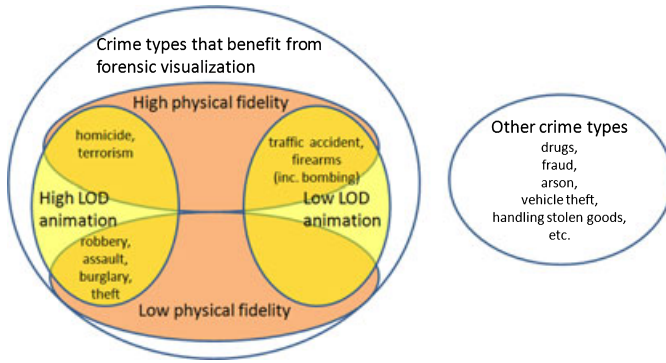 Crime types that benefit from
forensic visualization
High physical fidelity
homicide,
terrorism
traffic accident,
firearms
(inc. bombing)
High LOD
animation
Low LOD
animation
robbery,
assault,
burglary,
theft
Low physical fidelity
Other crime types
drugs,
fraud,
arson,
vehicle theft,
handling stolen goods,
etc.